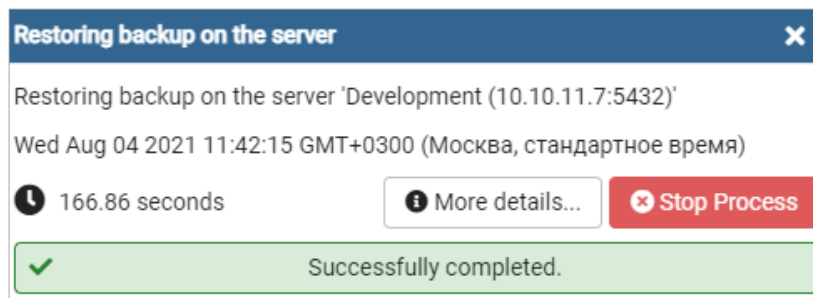 Restoring backup on the server
Restoring backup on the server 'Development (10.10.11.7:5432)'
Wed Aug 04 2021 11:42:15 GMT+0300 (Москва, стандартное время)
166.86 seconds More details... Stop Process
Successfully completed.